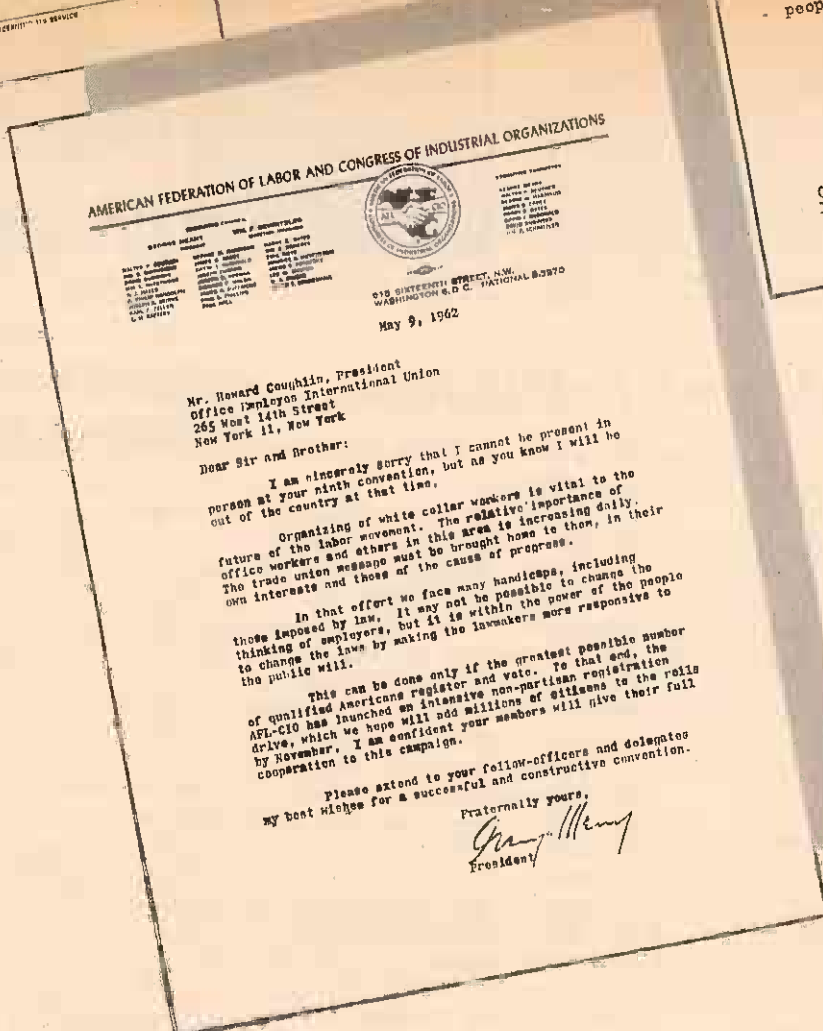 peop
AMERICAN FEDERATION OF LABOR AND CONGRESS OF INDUSTRIAL ORGANIZATIONS
EXECUTIVE COUNCIL
GEORGE MEANY
AFL CIO
815 SIXTEENTH STREET, N.W.
WASHINGTON 6, D.C. NATIONAL 8-3870
May 9, 1962
Mr. Howard Coughlin, President
Office Employes International Union
265 West 14th Street
New York 11, New York
Dear Sir and Brother:
I am sincerely sorry that I cannot be present in
person at your ninth convention, but as you know I will be
out of the country at that time.
Organizing of white collar workers is vital to the
future of the labor movement. The relative importance of
office workers and others in this area is increasing daily.
The trade union message must be brought home to them, in their
own interests and those of the cause of progress.
In that effort we face many handicaps, including
those imposed by law. It may not be possible to change the
thinking of employers, but it is within the power of the people
to change the laws by making the lawmakers more responsive to
the public will.
This can be done only if the greatest possible number
of qualified Americans register and vote. To that end, the
AFL-CIO has launched an intensive non-partisan registration
drive, which we hope will add millions of citizens to the rolls
by November. I am confident your members will give their full
cooperation to this campaign.
Please extend to your fellow-officers and delegates
my best wishes for a successful and constructive convention.
Fraternally yours,
George Meany
President